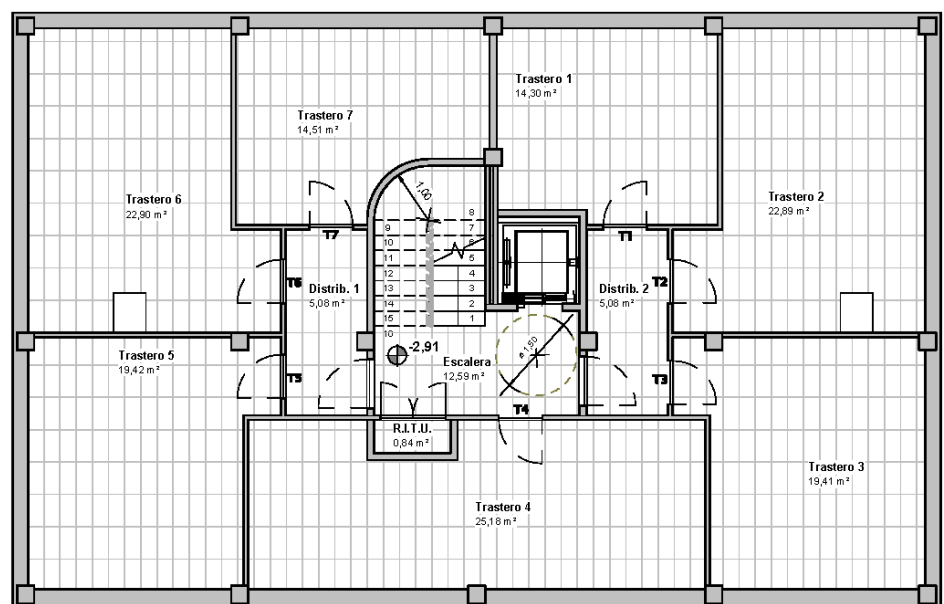 Trastero 1
14,30 m²
Trastero 7
14,51 m²
Trastero 6
22,90 m²
Trastero 2
22,89 m²
1,00
8
9
7
10
6
11
5
12
4
13
3
14
2
15
1
10
T7
T1
T6
T2
Distrib. 1
5,08 m²
Distrib. 2
5,08 m²
-2,91
ø 1,50
Trastero 5
19,42 m²
Escalera
12,59 m²
T5
T3
T4
R.I.T.U.
0,84 m²
Trastero 3
19,41 m²
Trastero 4
25,18 m²